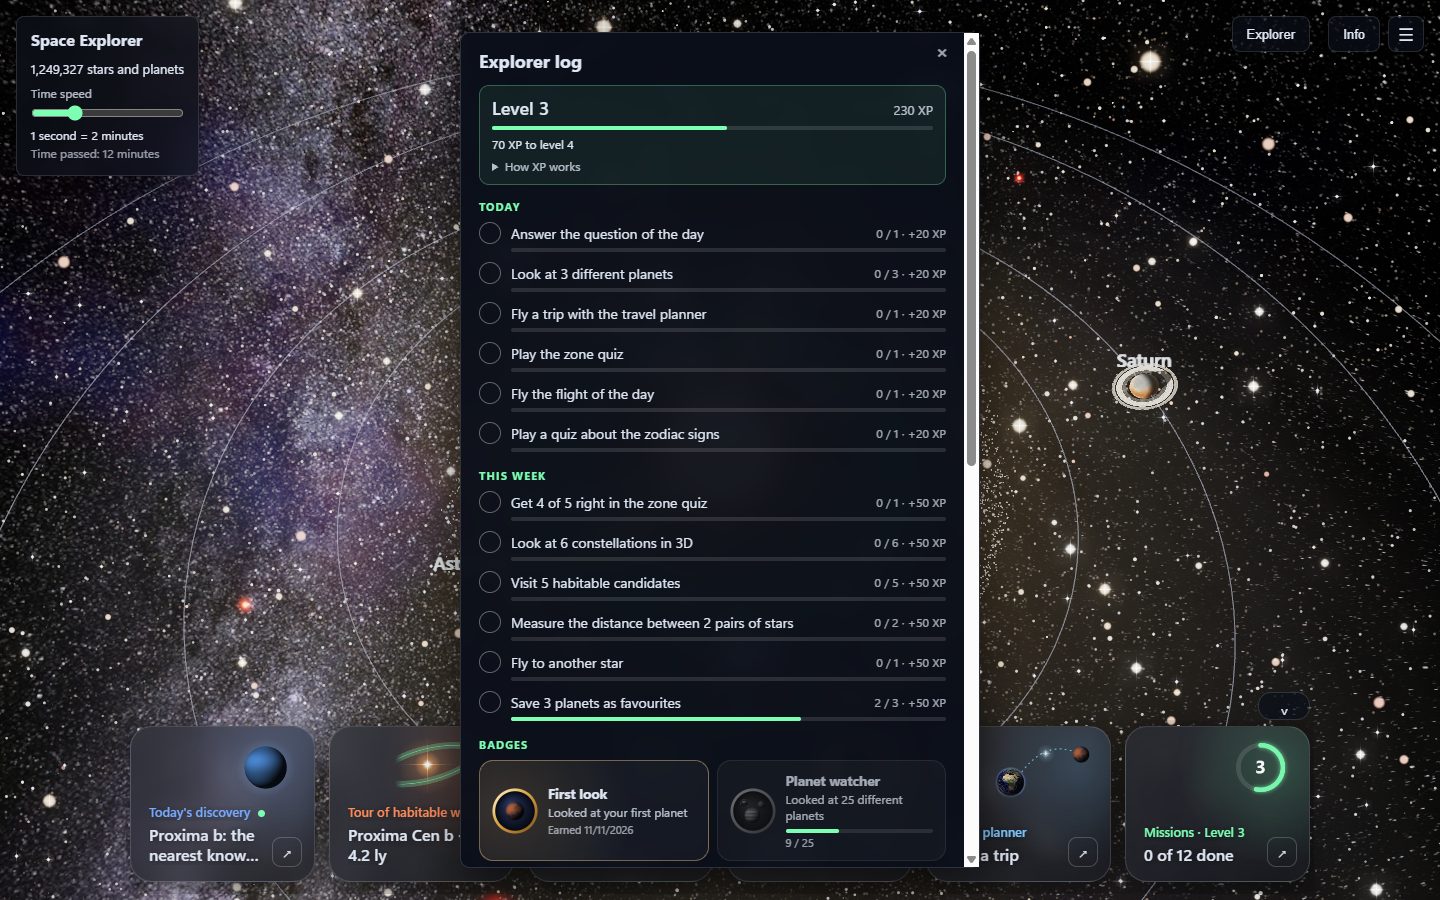 Space Explorer
1,249,327 stars and planets
Time speed
1 second = 2 minutes
Time passed: 12 minutes
Explorer
Info
Explorer log
×
Level 3
230 XP
70 XP to level 4
How XP works
TODAY
Answer the question of the day
0 / 1 · +20 XP
Look at 3 different planets
0 / 3 · +20 XP
Fly a trip with the travel planner
0 / 1 · +20 XP
Play the zone quiz
0 / 1 · +20 XP
Fly the flight of the day
0 / 1 · +20 XP
Play a quiz about the zodiac signs
0 / 1 · +20 XP
THIS WEEK
Get 4 of 5 right in the zone quiz
0 / 1 · +50 XP
Look at 6 constellations in 3D
0 / 6 · +50 XP
Visit 5 habitable candidates
0 / 5 · +50 XP
Measure the distance between 2 pairs of stars
0 / 2 · +50 XP
Fly to another star
0 / 1 · +50 XP
Save 3 planets as favourites
2 / 3 · +50 XP
BADGES
First look
Looked at your first planet
Earned 11/11/2026
Planet watcher
Looked at 25 different
planets
9 / 25
Saturn
Ast
v
Today's discovery
Proxima b: the
nearest know...
↗
Tour of habitable w
Proxima Cen b
4.2 ly
planner
a trip
↗
3
Missions · Level 3
0 of 12 done
↗